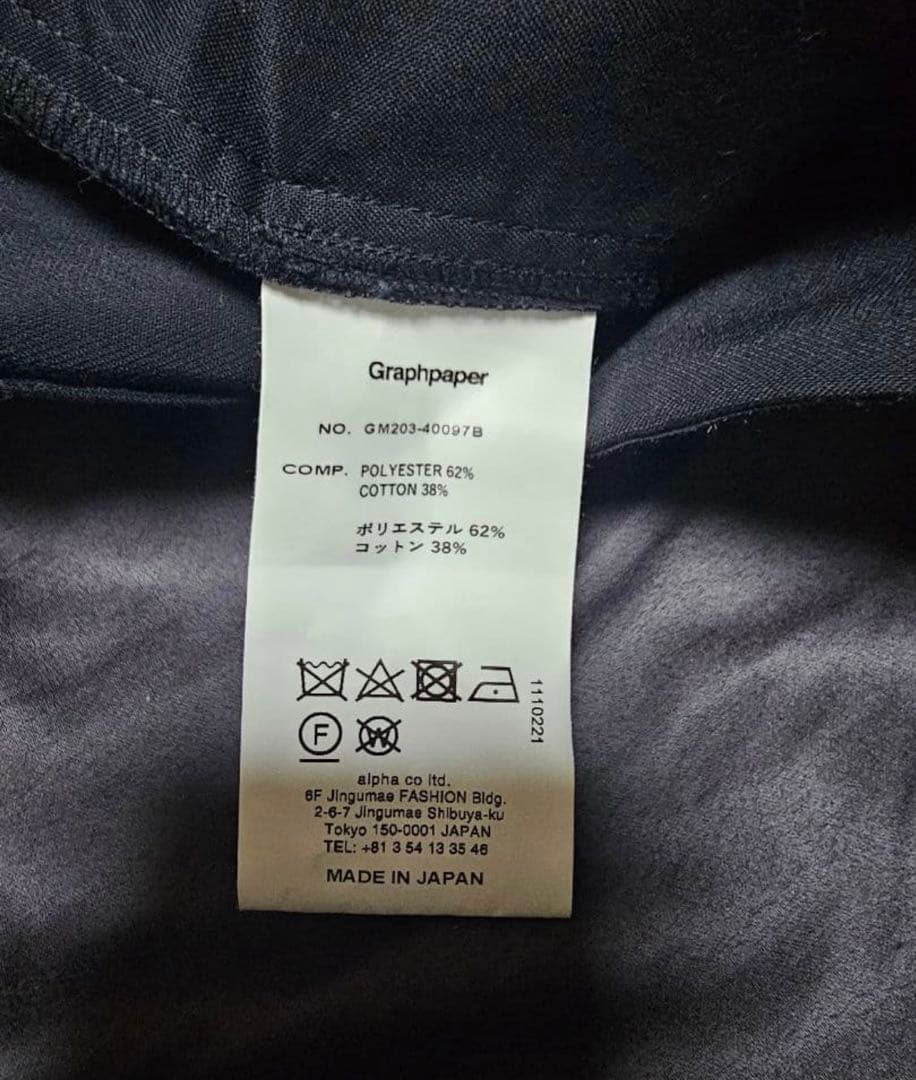 Graphpaper
NO. GM203-40097B
COMP. POLYESTER 62%
COTTON 38%
ポリエステル 62%
コットン 38%
1110221
F
W
alpha co ltd.
6F Jingumae FASHION Bldg.
2-6-7 Jingumae Shibuya-ku
Tokyo 150-0001 JAPAN
TEL: +81 3 54 13 35 46
MADE IN JAPAN